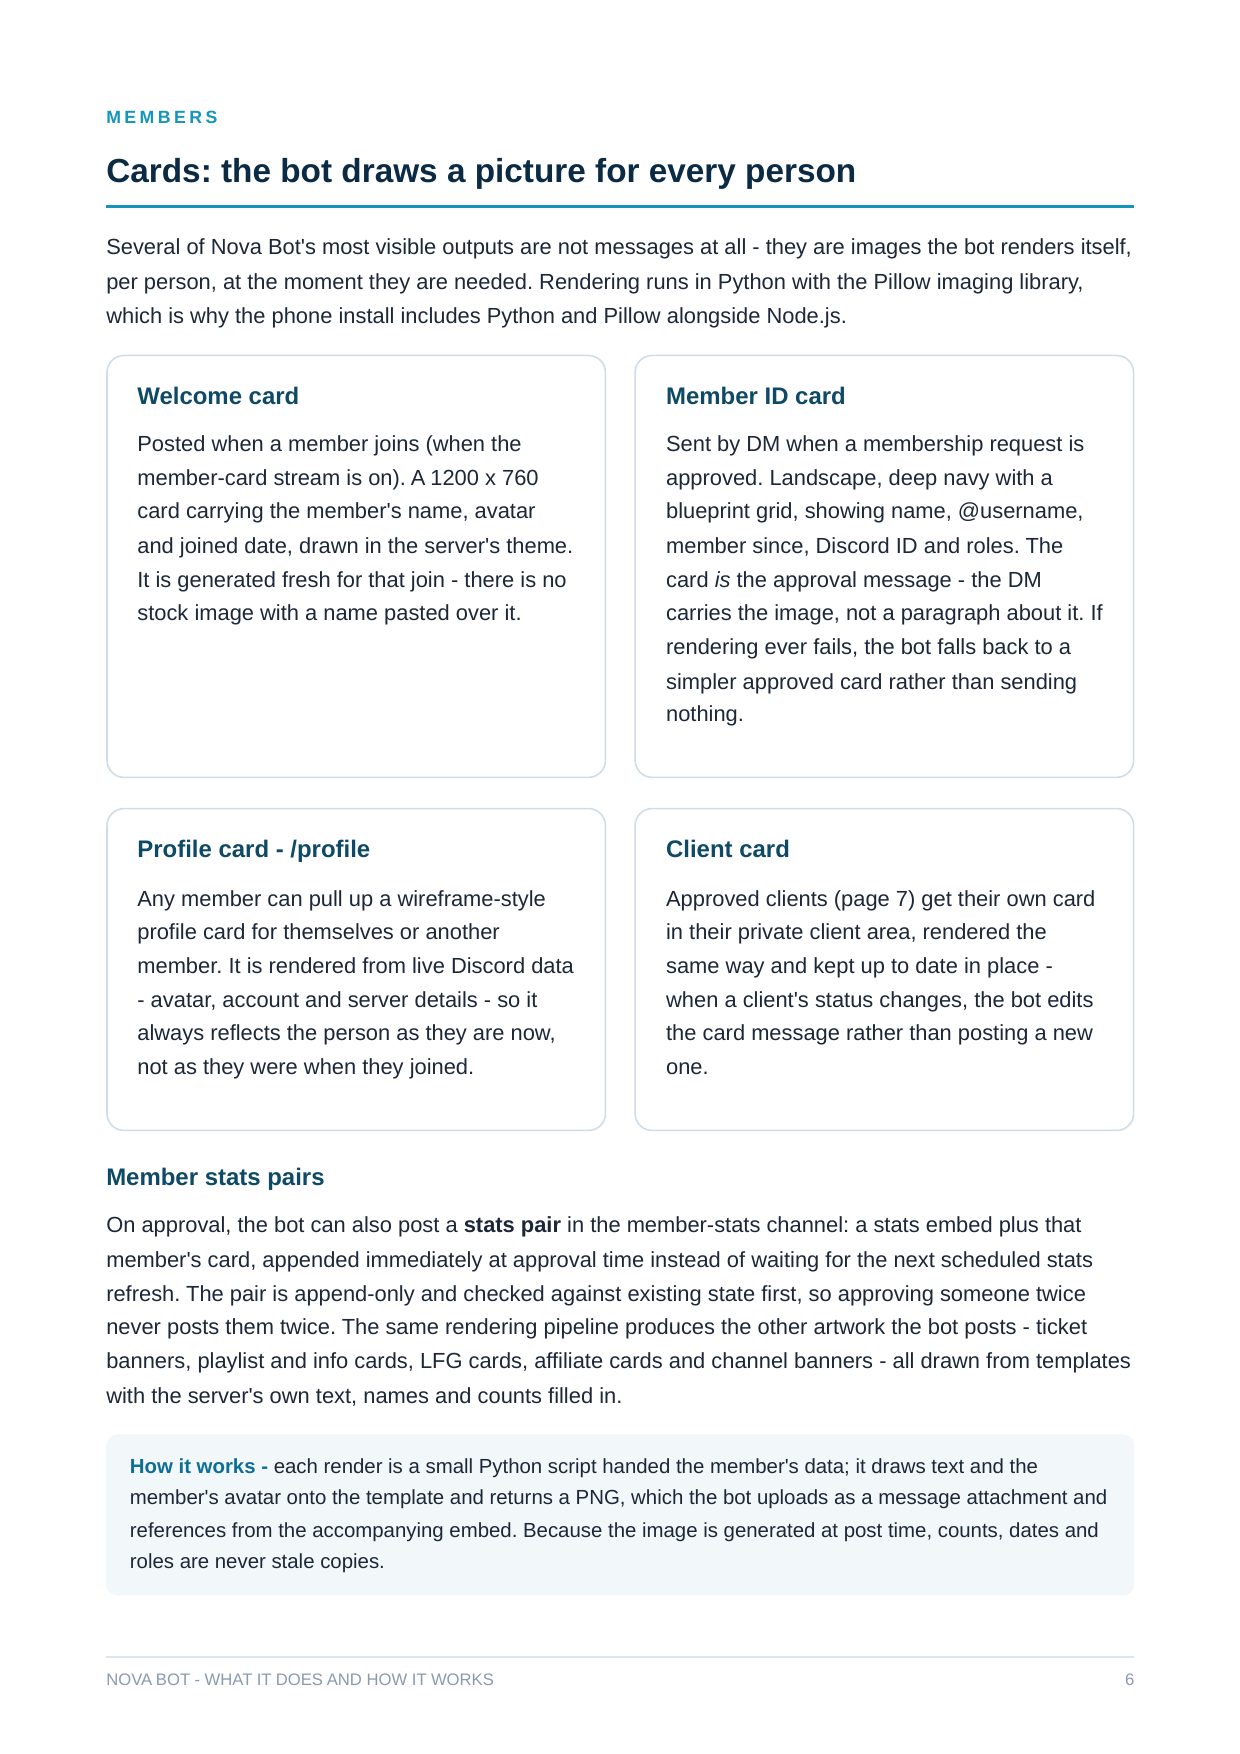 MEMBERS
Cards: the bot draws a picture for every person
Several of Nova Bot's most visible outputs are not messages at all - they are images the bot renders itself,
per person, at the moment they are needed. Rendering runs in Python with the Pillow imaging library,
which is why the phone install includes Python and Pillow alongside Node.js.
Welcome card
Posted when a member joins (when the
member-card stream is on). A 1200 x 760
card carrying the member's name, avatar
and joined date, drawn in the server's theme.
It is generated fresh for that join - there is no
stock image with a name pasted over it.
Member ID card
Sent by DM when a membership request is
approved. Landscape, deep navy with a
blueprint grid, showing name, @username,
member since, Discord ID and roles. The
card is the approval message - the DM
carries the image, not a paragraph about it. If
rendering ever fails, the bot falls back to a
simpler approved card rather than sending
nothing.
Profile card - /profile
Any member can pull up a wireframe-style
profile card for themselves or another
member. It is rendered from live Discord data
- avatar, account and server details - so it
always reflects the person as they are now,
not as they were when they joined.
Client card
Approved clients (page 7) get their own card
in their private client area, rendered the
same way and kept up to date in place -
when a client's status changes, the bot edits
the card message rather than posting a new
one.
Member stats pairs
On approval, the bot can also post a stats pair in the member-stats channel: a stats embed plus that
member's card, appended immediately at approval time instead of waiting for the next scheduled stats
refresh. The pair is append-only and checked against existing state first, so approving someone twice
never posts them twice. The same rendering pipeline produces the other artwork the bot posts - ticket
banners, playlist and info cards, LFG cards, affiliate cards and channel banners - all drawn from templates
with the server's own text, names and counts filled in.
How it works - each render is a small Python script handed the member's data; it draws text and the
member's avatar onto the template and returns a PNG, which the bot uploads as a message attachment and
references from the accompanying embed. Because the image is generated at post time, counts, dates and
roles are never stale copies.
NOVA BOT - WHAT IT DOES AND HOW IT WORKS
6